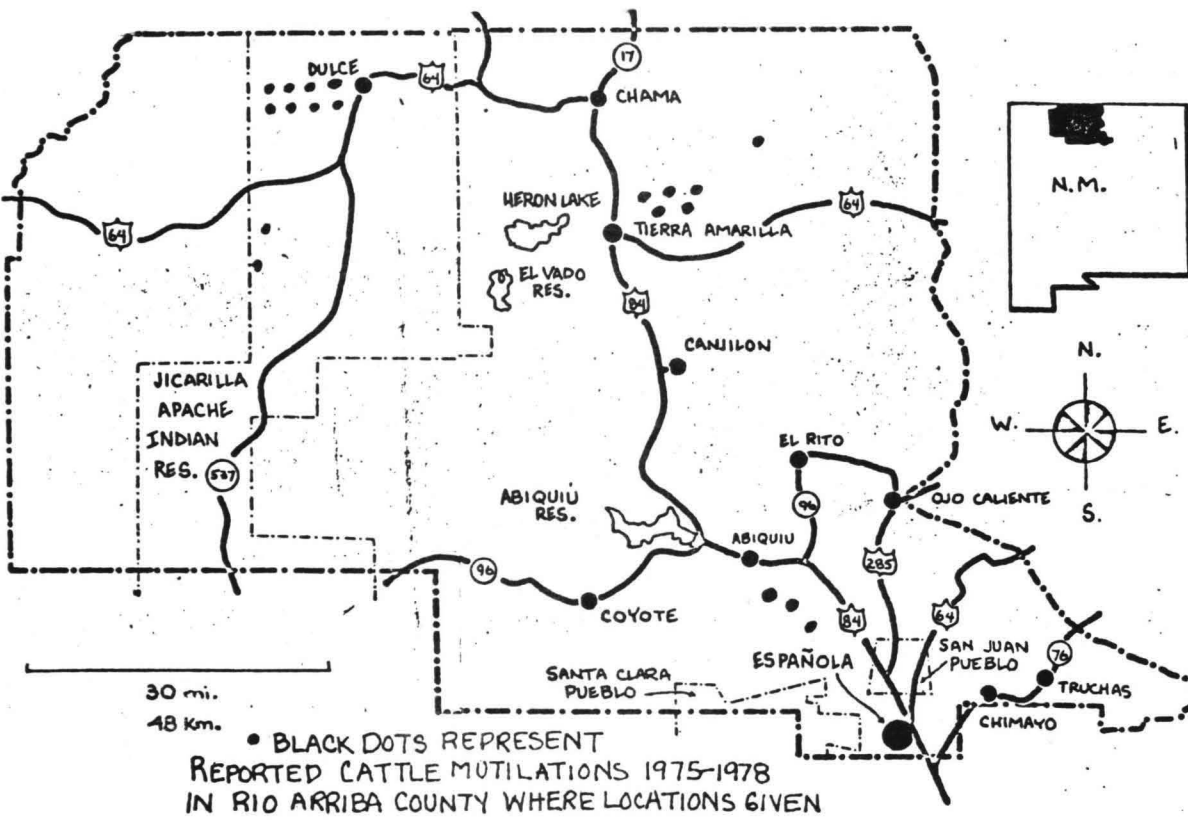 17
DULCE
64
CHAMA
N.M.
HERON LAKE
64
64
TIERRA AMARILLA
EL VADO
RES.
84
CANJILON
N.
W.
E.
S.
JICARILLA
APACHE
INDIAN
RES.
537
EL RITO
ABIQUIÚ
RES.
96
OJO CALIENTE
ABIQUIU
285
96
COYOTE
84
64
SAN JUAN
PUEBLO
76
ESPAÑOLA
SANTA CLARA
PUEBLO
TRUCHAS
CHIMAYO
30 mi.
48 Km.
• BLACK DOTS REPRESENT
REPORTED CATTLE MUTILATIONS 1975-1978
IN RIO ARRIBA COUNTY WHERE LOCATIONS GIVEN